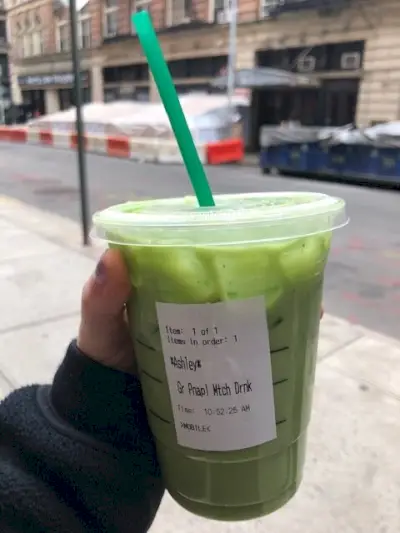 Item: 1 of 1
Items in order: 1
*Ashley*
Gr Pnapl Mtch Drnk
Time: 10:52:25 AM